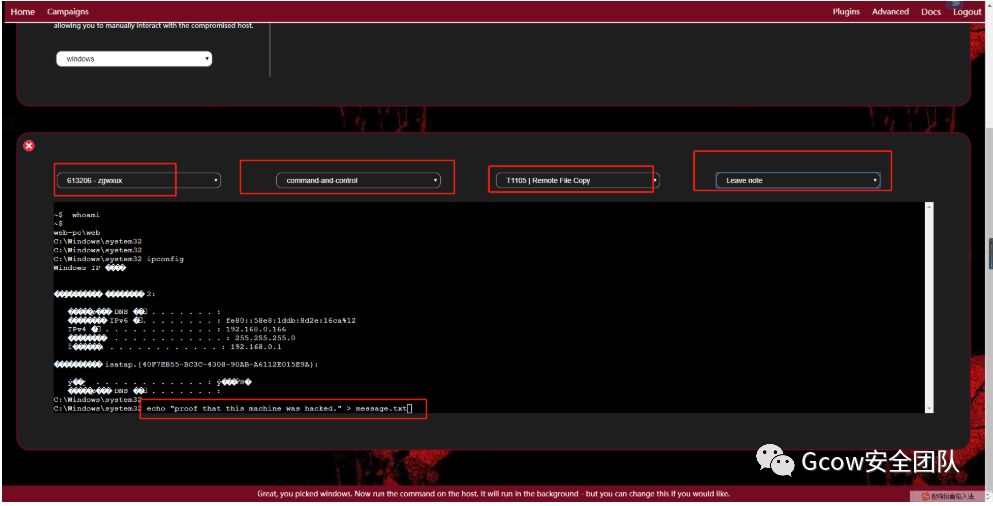 Home Campaigns Plugins Advanced Docs Logout
allowing you to manually interact with the compromised host.
windows
613206 - zgwxux command-and-control T1105 | Remote File Copy Leave note
~$ whoami
~$
web-pc\web
C:\Windows\system32
C:\Windows\system32
C:\Windows\system32 ipconfig
Windows IP ����
2:
DNS . . . . . . . :
IPv6 . . . . . . . . : fe80::58e8:1ddb:8d2e:16ca%12
IPv4 . . . . . . . . . . . . : 192.168.0.166
. . . . . . . . . . . . : 255.255.255.0
. . . . . . . . . . . . . : 192.168.0.1
isatap.{40F7EB55-BC3C-4308-90AB-A6112E015E9A}:
DNS . . . . . . . :
C:\Windows\system32
C:\Windows\system32 echo "proof that this machine was hacked." > message.txt
Gcow安全团队
Great, you picked windows. Now run the command on the host. It will run in the background - but you can change this if you would like.